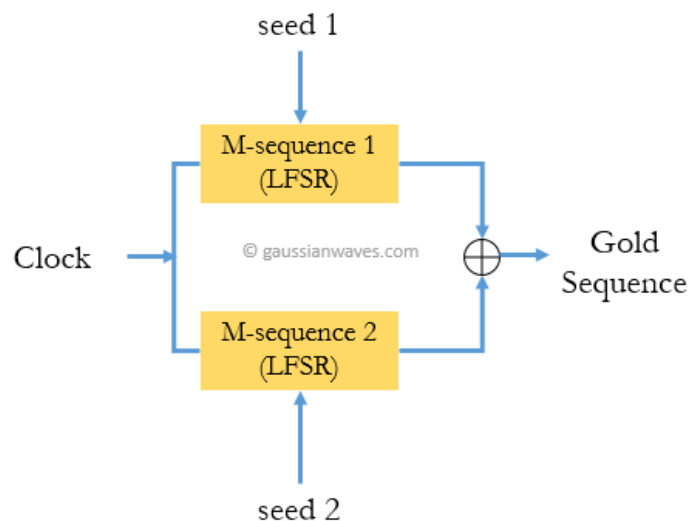 seed 1
M-sequence 1
(LFSR)
Clock
© gaussianwaves.com
Gold
Sequence
M-sequence 2
(LFSR)
seed 2